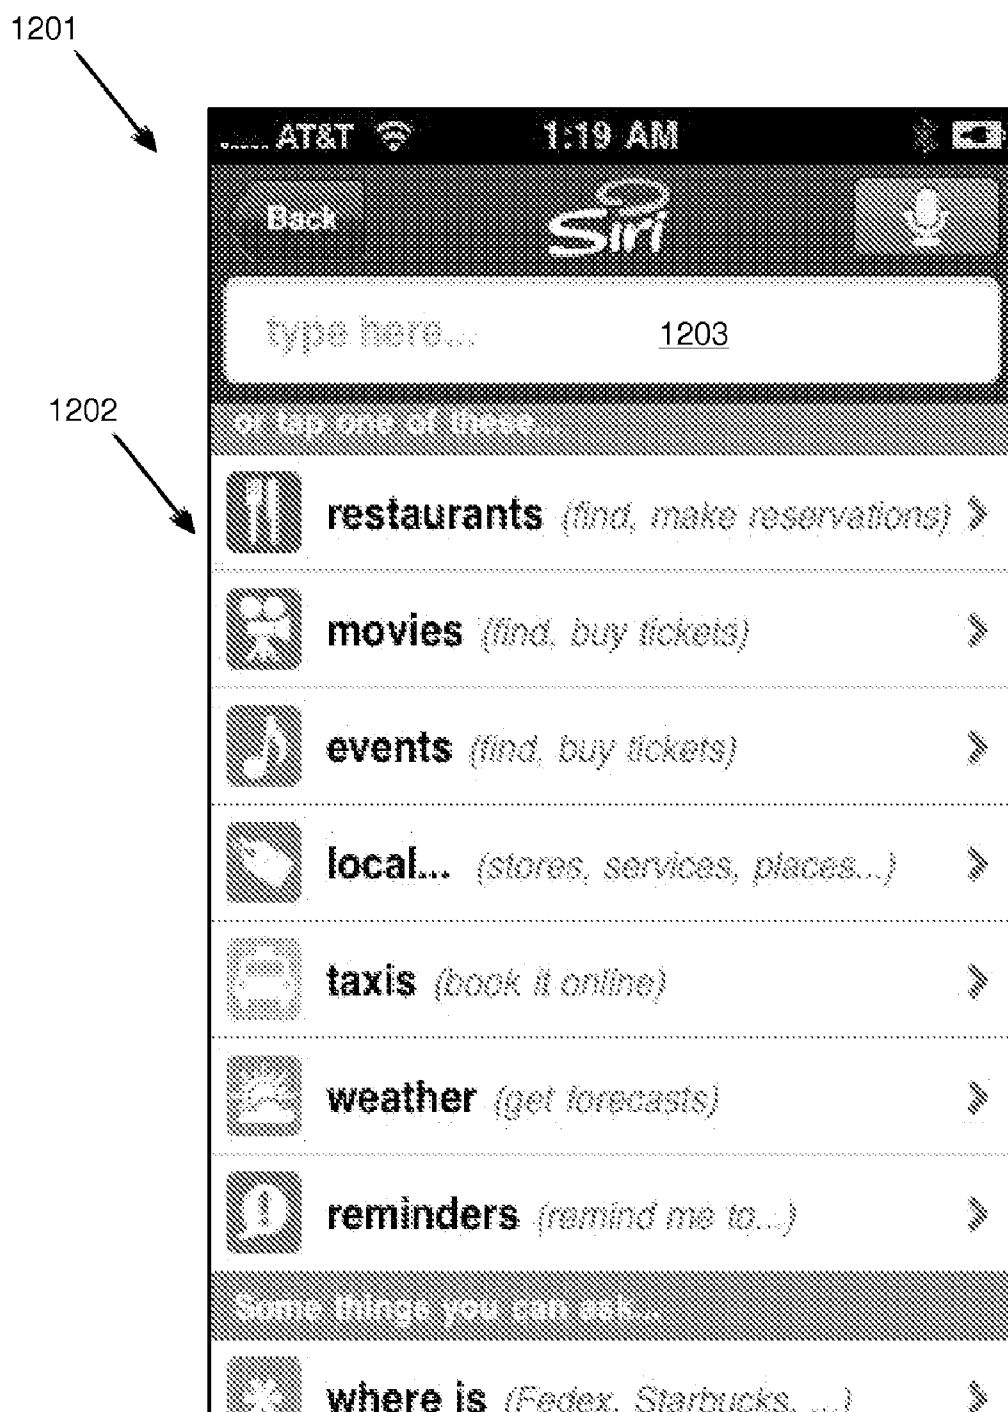 1201
AT&T 1:19 AM
Back Siri
type here... 1203
1202
or tap one of these...
restaurants (find, make reservations)
movies (find, buy tickets)
events (find, buy tickets)
local... (stores, services, places...)
taxis (book it online)
weather (get forecasts)
reminders (remind me to...)
Some things you can ask...
where is (Fedex, Starbucks, ...)